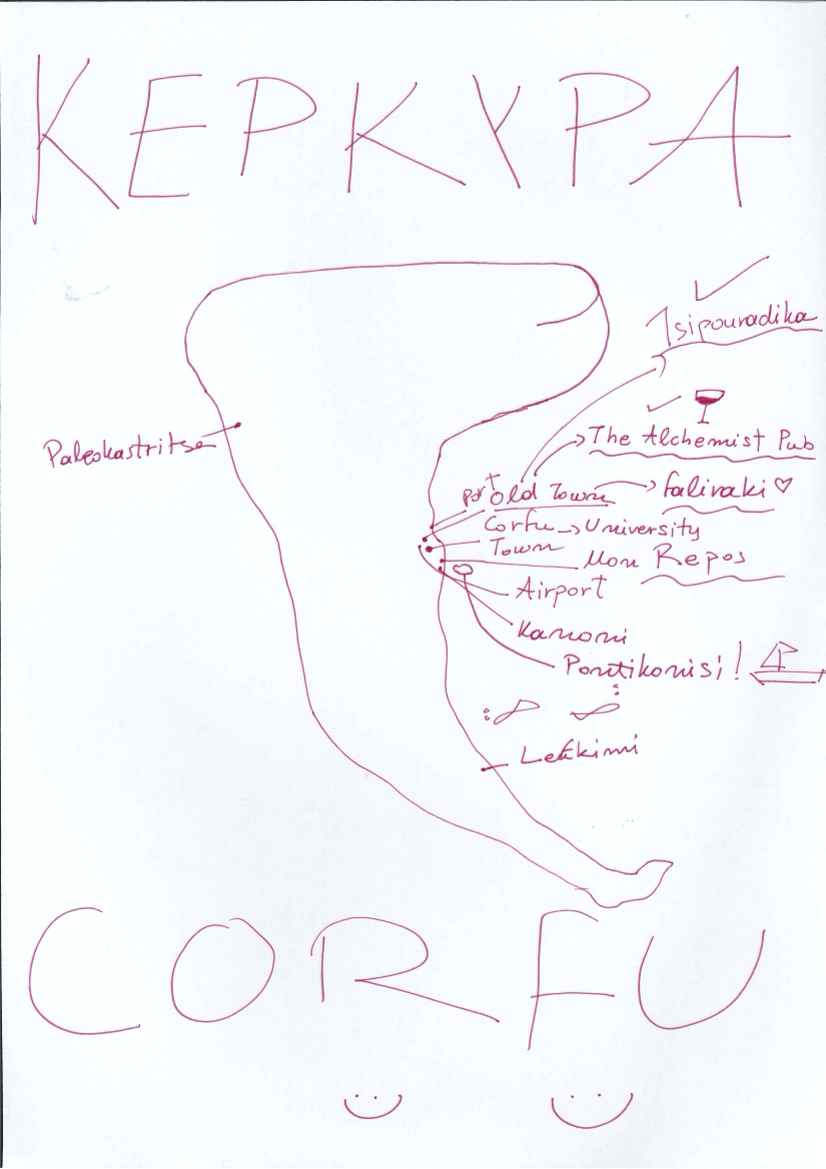 ΚΕΡΚΥΡΑ
Tsipouradika
The Alchemist Pub
Paleokastritsa
Port
Old Town
faliraki
Corfu
Town
University
Mon Repos
Airport
Kanoni
Pontikonisi!
Lefkimi
CORFU